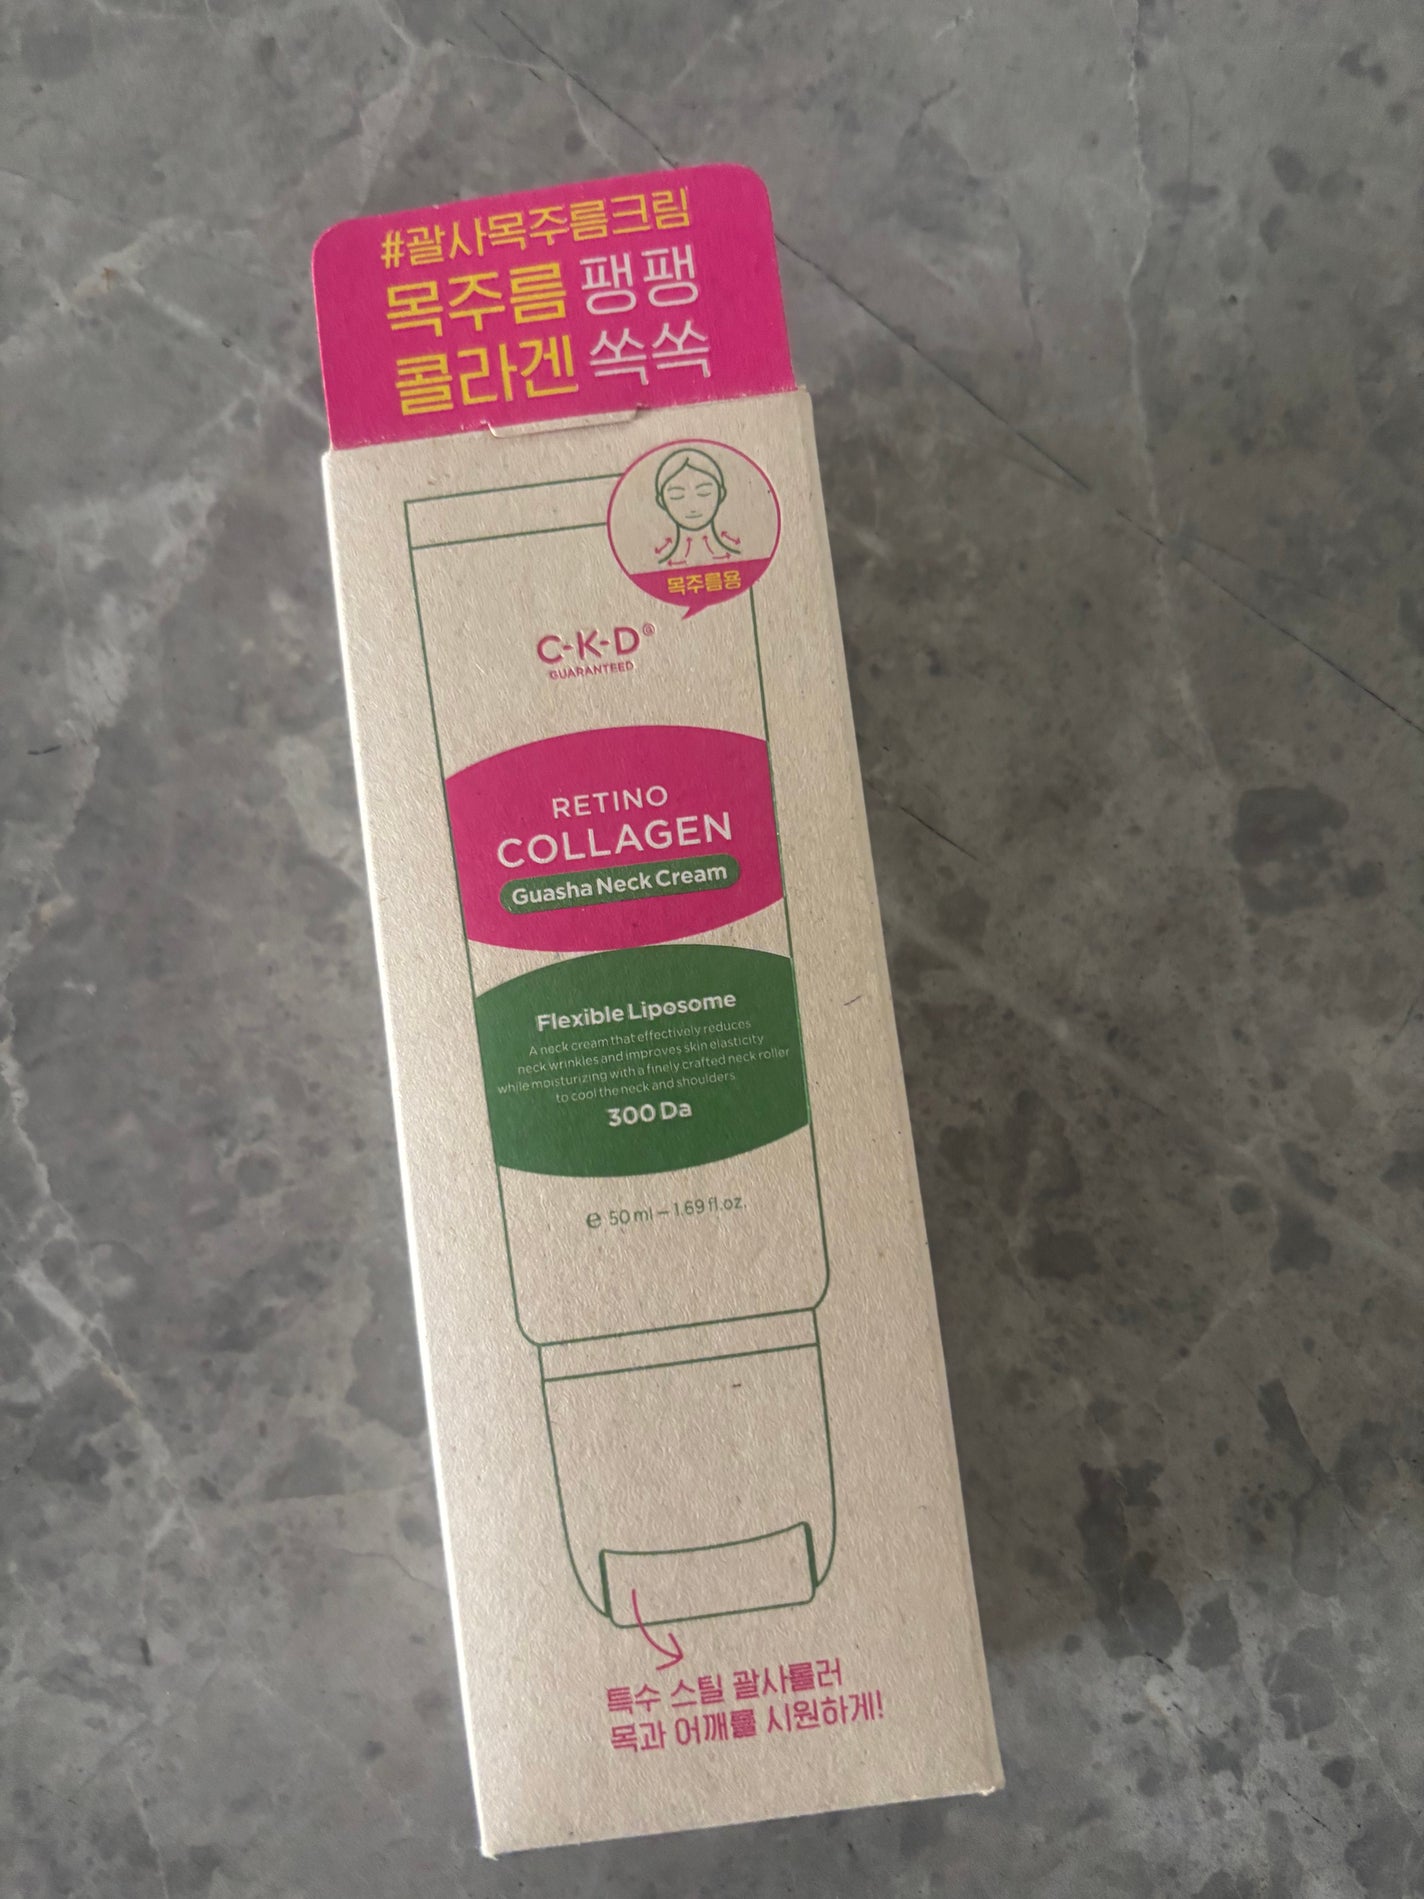 #괄사목주름크림
목주름 팽팽
콜라겐 쏙쏙
목주름용
C-K-D®
GUARANTEED
RETINO
COLLAGEN
Guasha Neck Cream
Flexible Liposome
A neck cream that effectively reduces
neck wrinkles and improves skin elasticity
while moisturizing with a finely crafted neck roller
to cool the neck and shoulders.
300 Da
℮ 50 ml – 1.69 fl.oz.
특수 스틸 괄사롤러
목과 어깨를 시원하게!